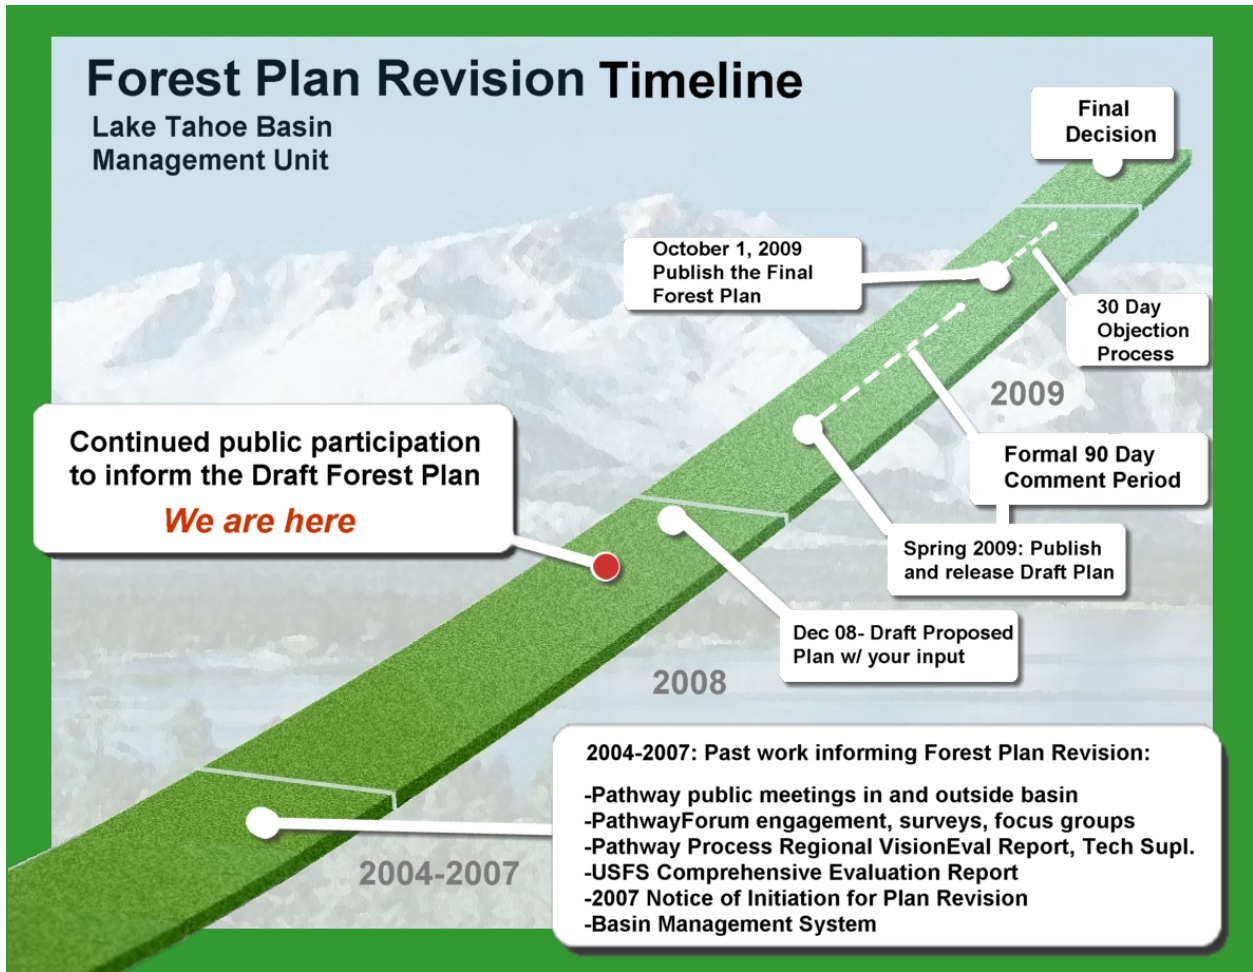 Forest Plan Revision Timeline
Lake Tahoe Basin
Management Unit
Final
Decision
October 1, 2009
Publish the Final
Forest Plan
30 Day
Objection
Process
2009
Continued public participation
to inform the Draft Forest Plan
We are here
Formal 90 Day
Comment Period
Spring 2009: Publish
and release Draft Plan
Dec 08- Draft Proposed
Plan w/ your input
2008
2004-2007: Past work informing Forest Plan Revision:
-Pathway public meetings in and outside basin
-PathwayForum engagement, surveys, focus groups
-Pathway Process Regional VisionEval Report, Tech Supl.
-USFS Comprehensive Evaluation Report
-2007 Notice of Initiation for Plan Revision
-Basin Management System
2004-2007